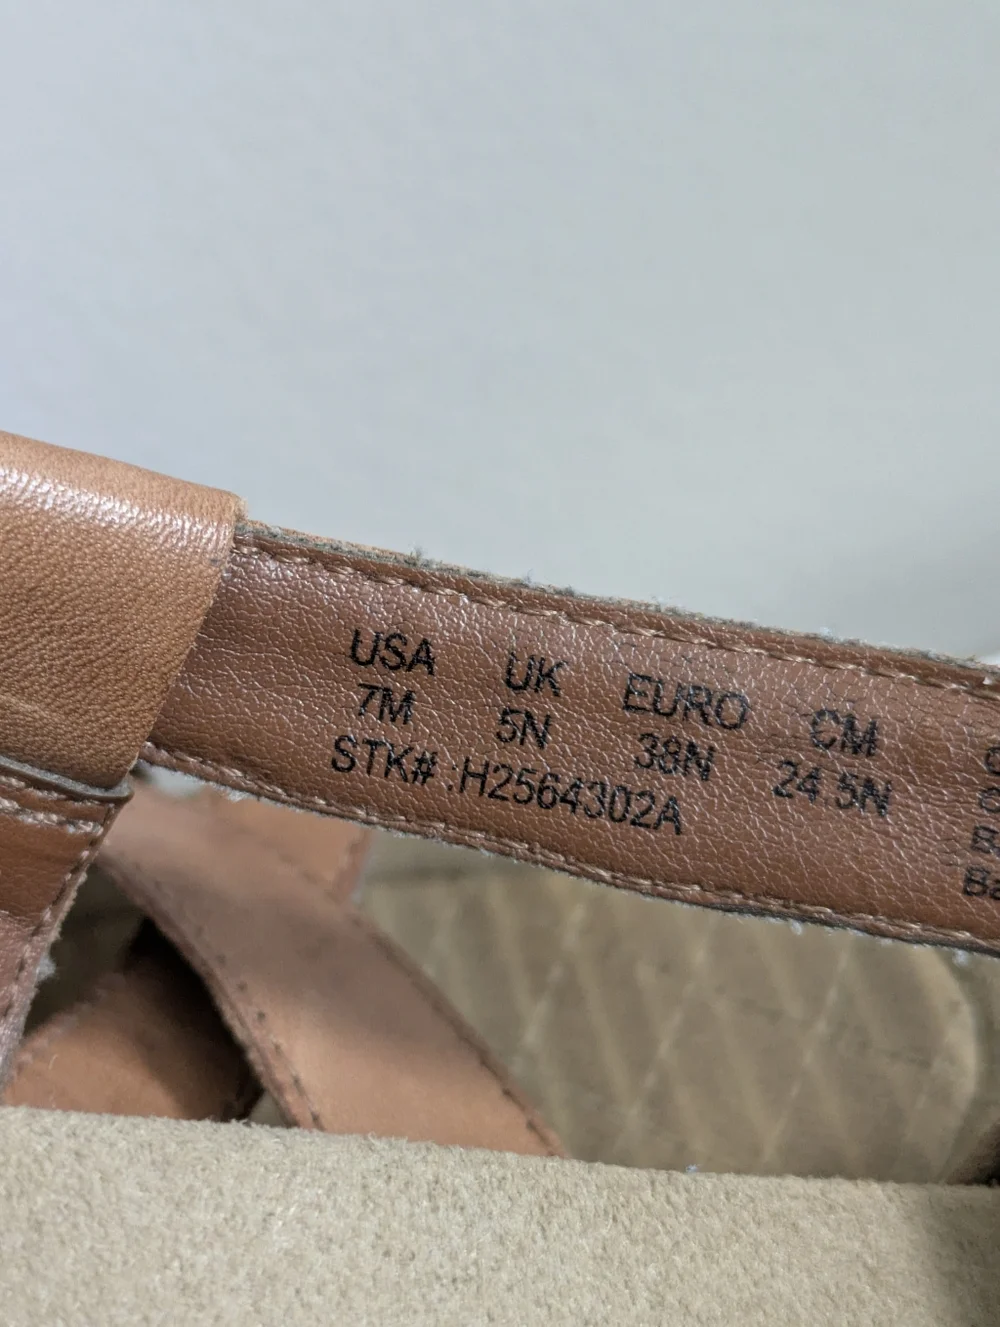 USA UK EURO CM
7M 5N 38N 24.5N
STK# :H2564302A